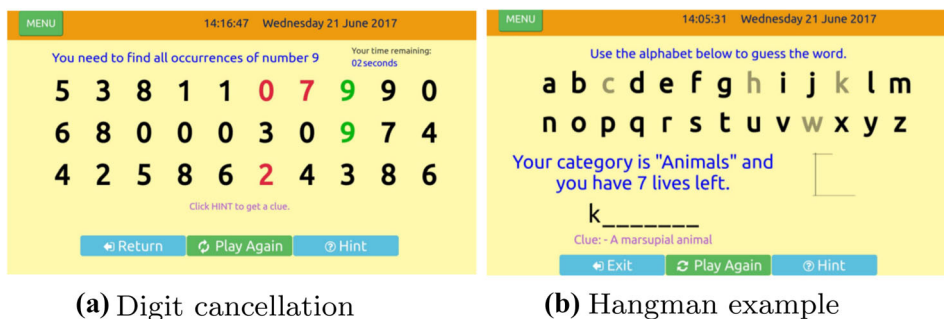 MENU 14:16:47 Wednesday 21 June 2017
You need to find all occurrences of number 9
Your time remaining:
02 seconds
5 3 8 1 1 0 7 9 9 0
6 8 0 0 0 3 0 9 7 4
4 2 5 8 6 2 4 3 8 6
Click HINT to get a clue.
Return Play Again Hint
(a) Digit cancellation
MENU 14:05:31 Wednesday 21 June 2017
Use the alphabet below to guess the word.
a b c d e f g h i j k l m
n o p q r s t u v w x y z
Your category is "Animals" and
you have 7 lives left.
k_______
Clue: - A marsupial animal
Exit Play Again Hint
(b) Hangman example